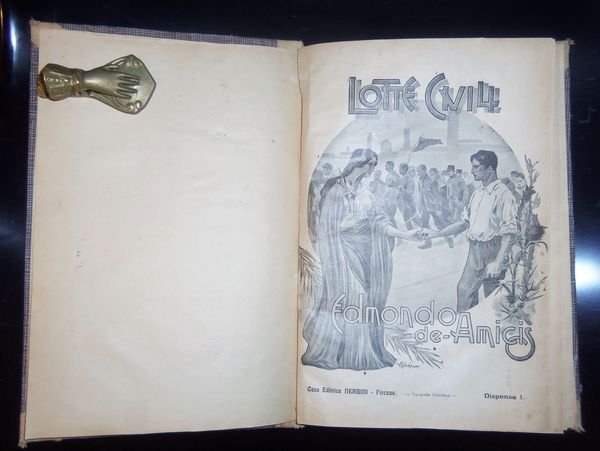 LOTTE CIVILI
Edmondo
de-Amicis
Casa Editrice NERBINI - Firenze. Dispensa 1.